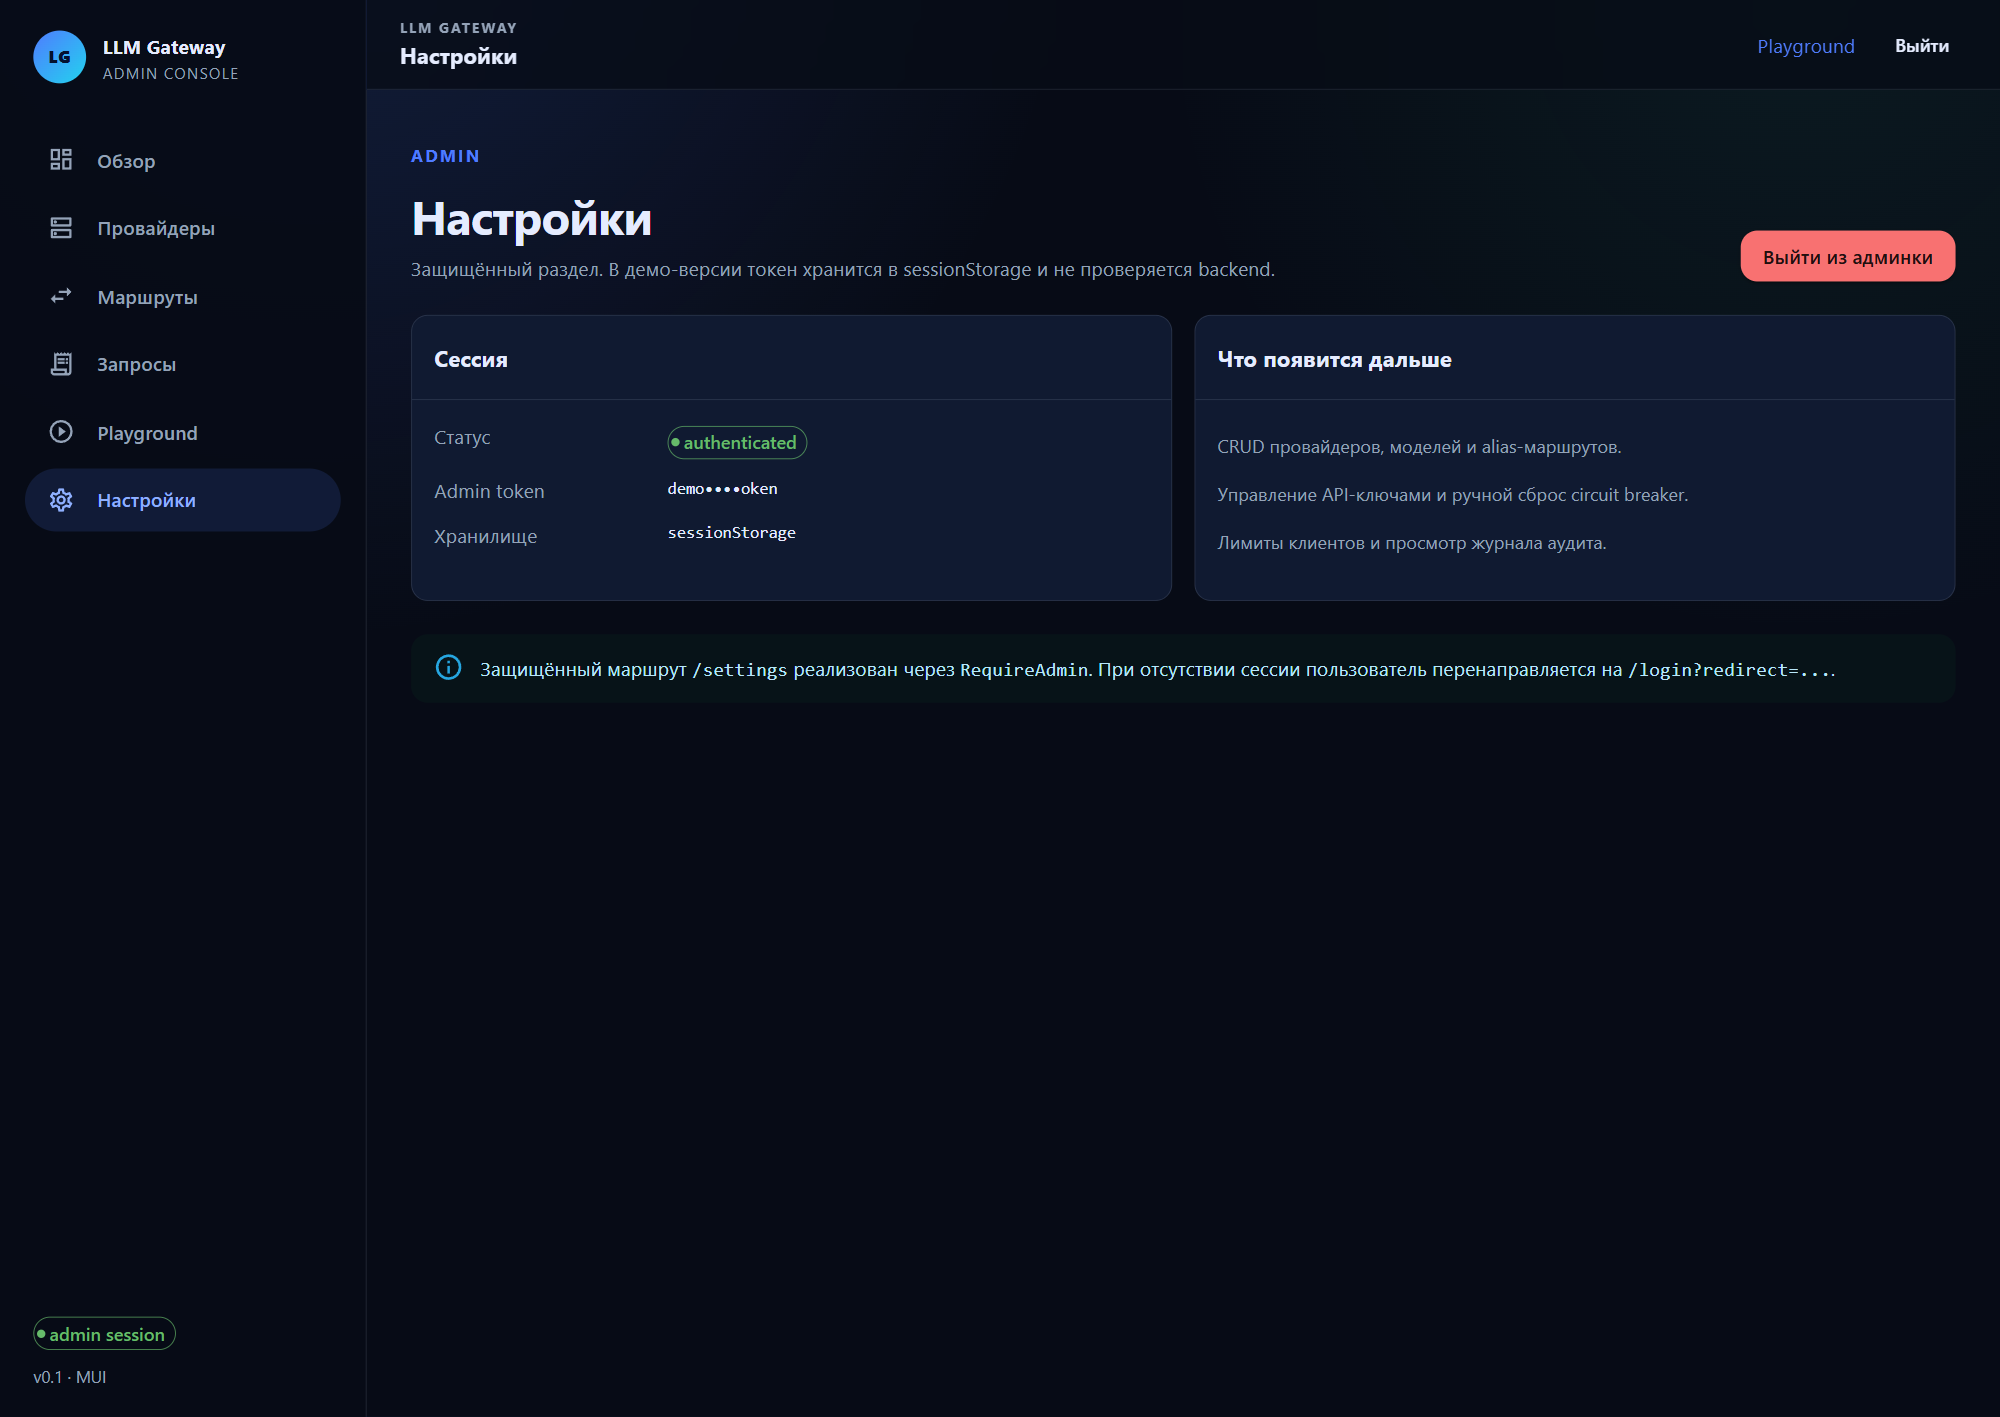 LG
LLM Gateway
ADMIN CONSOLE
Обзор
Провайдеры
Маршруты
Запросы
Playground
Настройки
admin session
v0.1 · MUI
LLM GATEWAY
Настройки
Playground
Выйти
ADMIN
Настройки
Защищённый раздел. В демо-версии токен хранится в sessionStorage и не проверяется backend.
Выйти из админки
Сессия
Статус
authenticated
Admin token
demo••••oken
Хранилище
sessionStorage
Что появится дальше
CRUD провайдеров, моделей и alias-маршрутов.
Управление API-ключами и ручной сброс circuit breaker.
Лимиты клиентов и просмотр журнала аудита.
Защищённый маршрут /settings реализован через RequireAdmin. При отсутствии сессии пользователь перенаправляется на /login?redirect=....